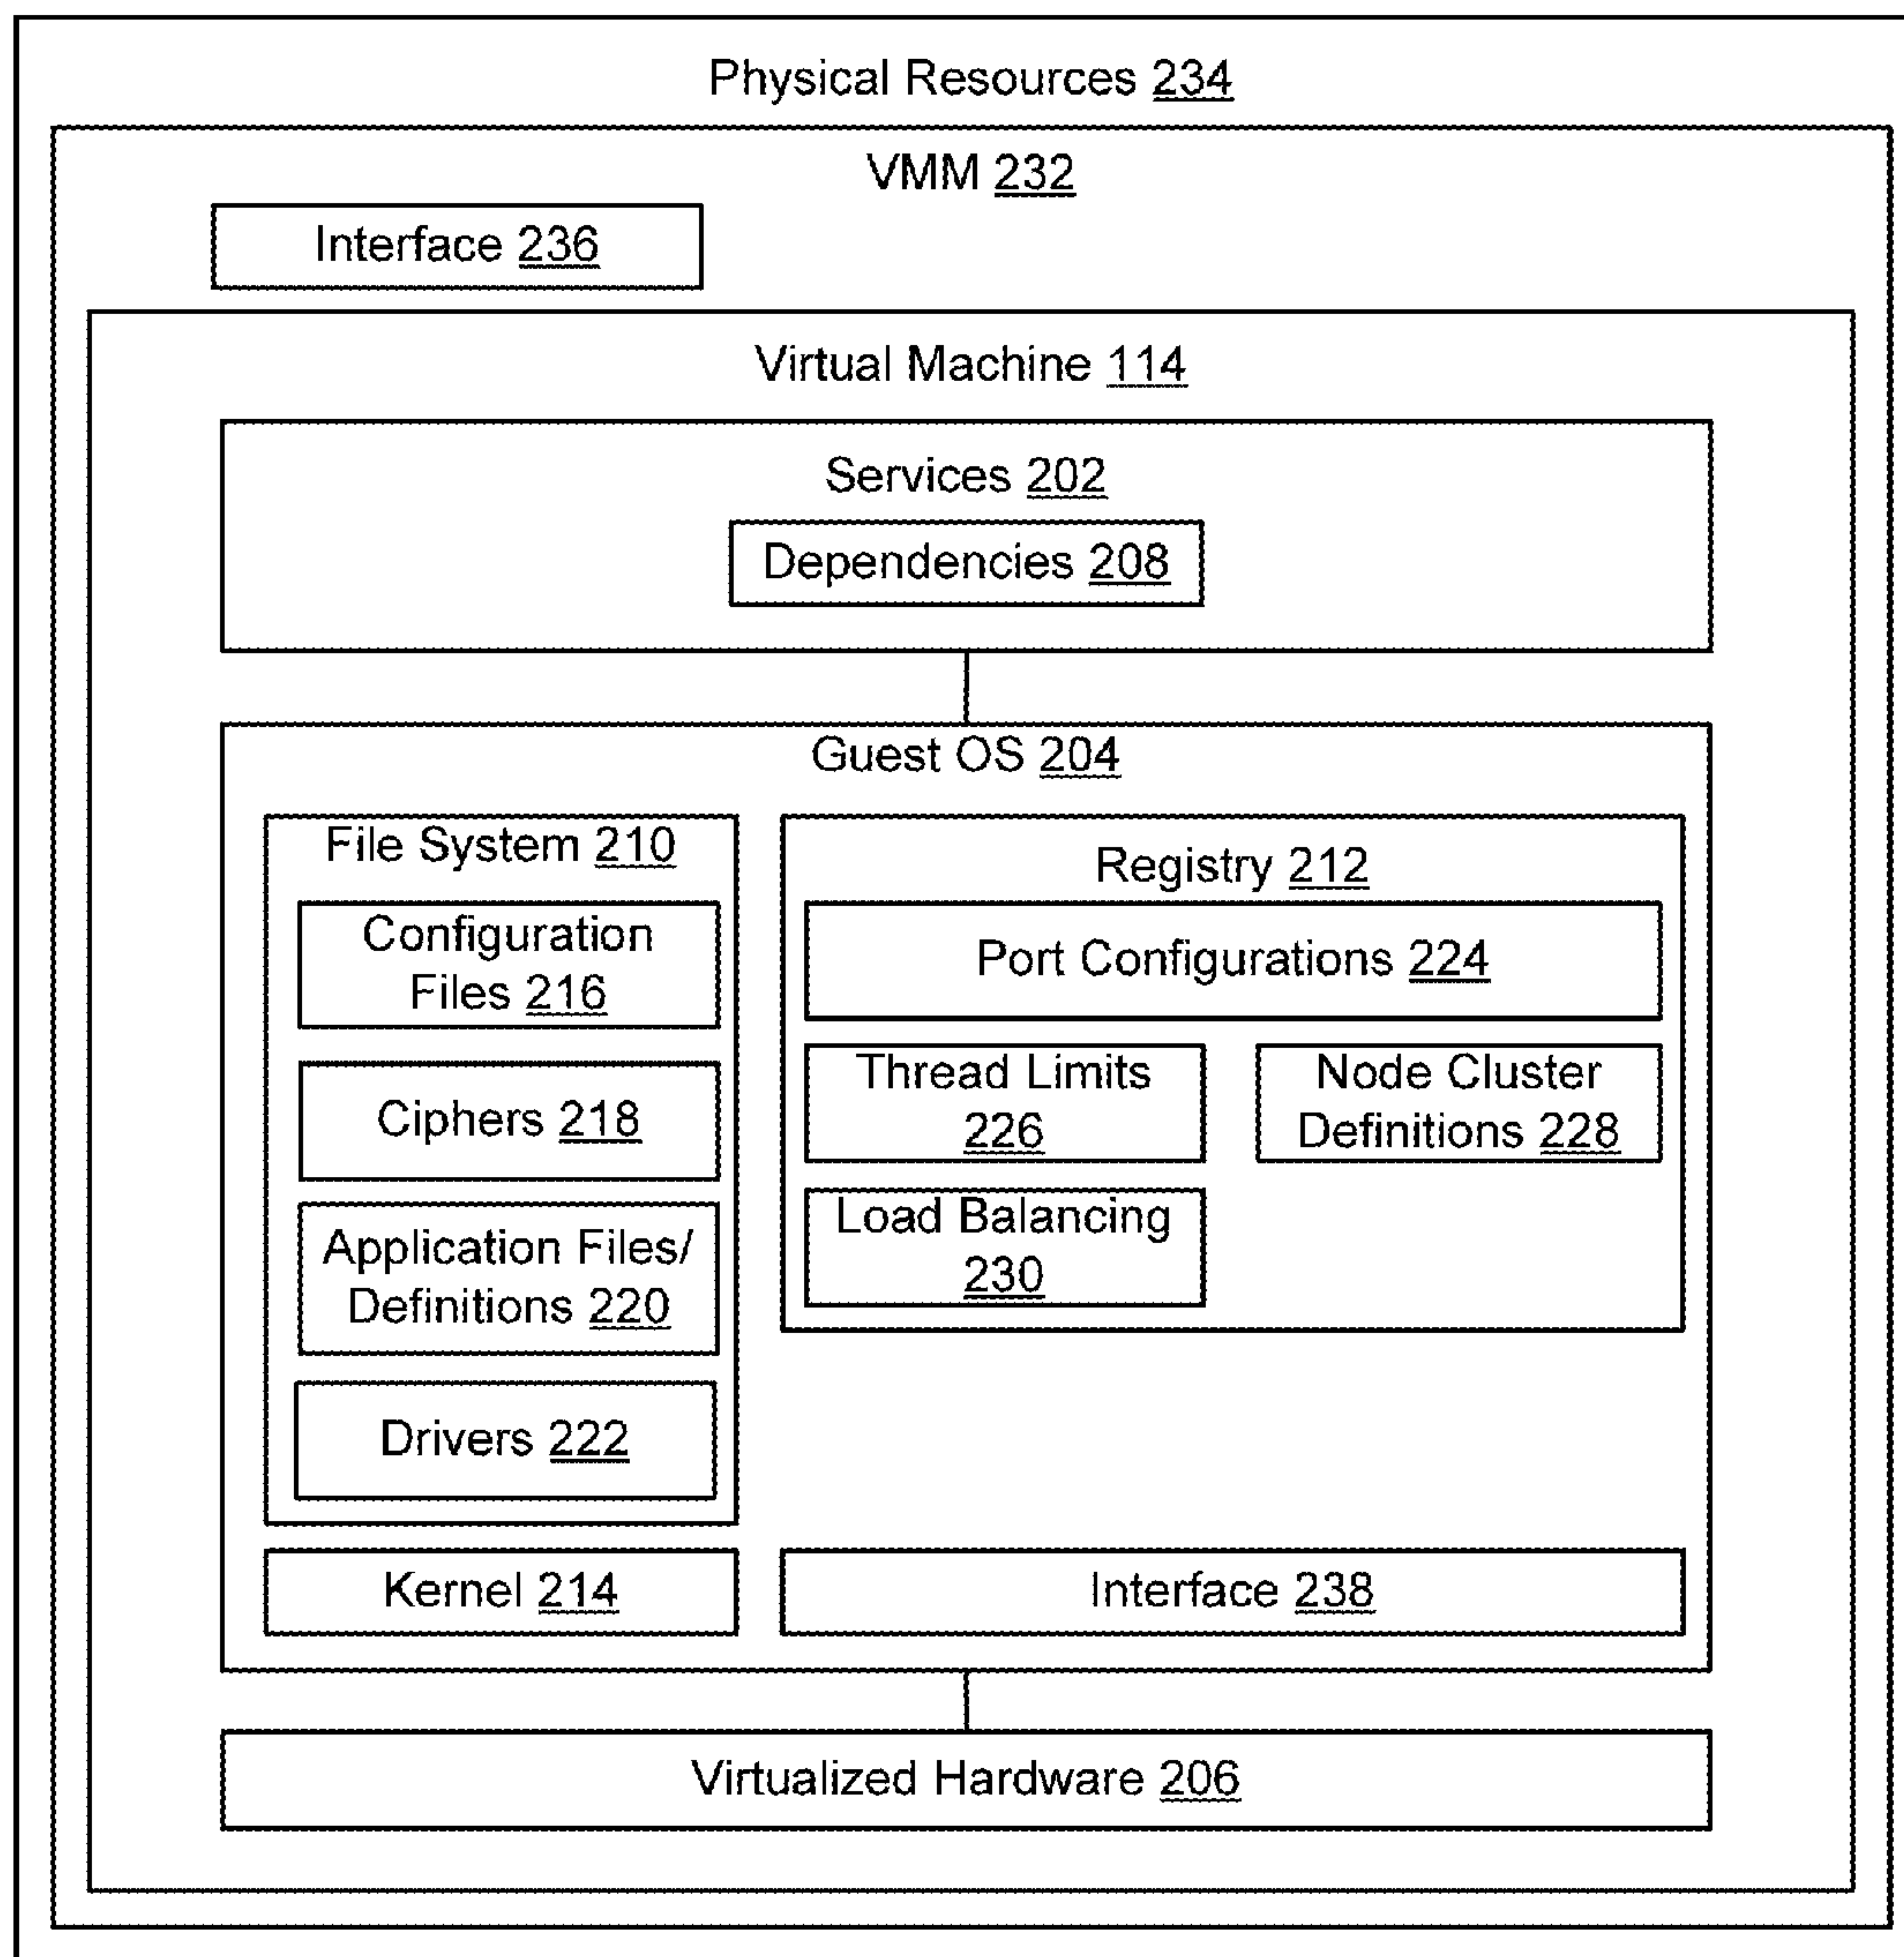 Physical Resources 234
VMM 232
Interface 236
Virtual Machine 114
Services 202
Dependencies 208
Guest OS 204
File System 210
Configuration
Files 216
Ciphers 218
Application Files/
Definitions 220
Drivers 222
Registry 212
Port Configurations 224
Thread Limits
226
Node Cluster
Definitions 228
Load Balancing
230
Kernel 214
Interface 238
Virtualized Hardware 206